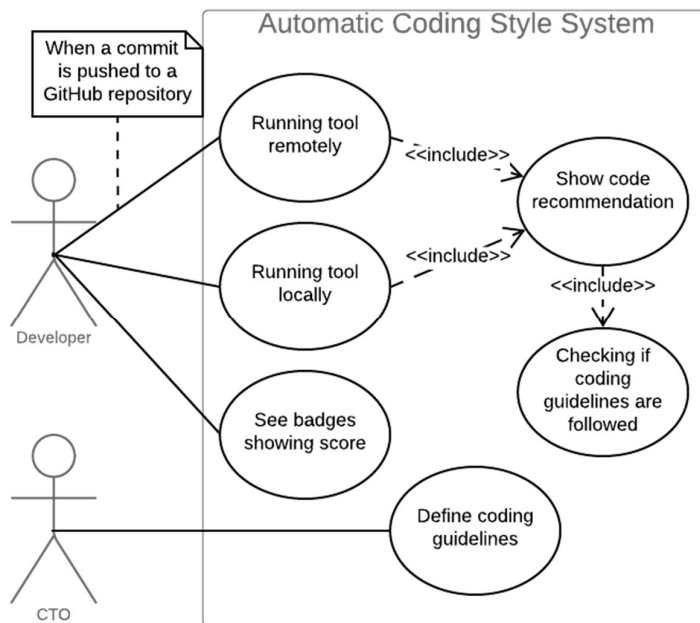 Automatic Coding Style System
When a commit
is pushed to a
GitHub repository
Running tool
remotely
<<include>>
Show code
recommendation
Running tool
locally
<<include>>
<<include>>
Developer
Checking if
coding
guidelines are
followed
See badges
showing score
Define coding
guidelines
CTO